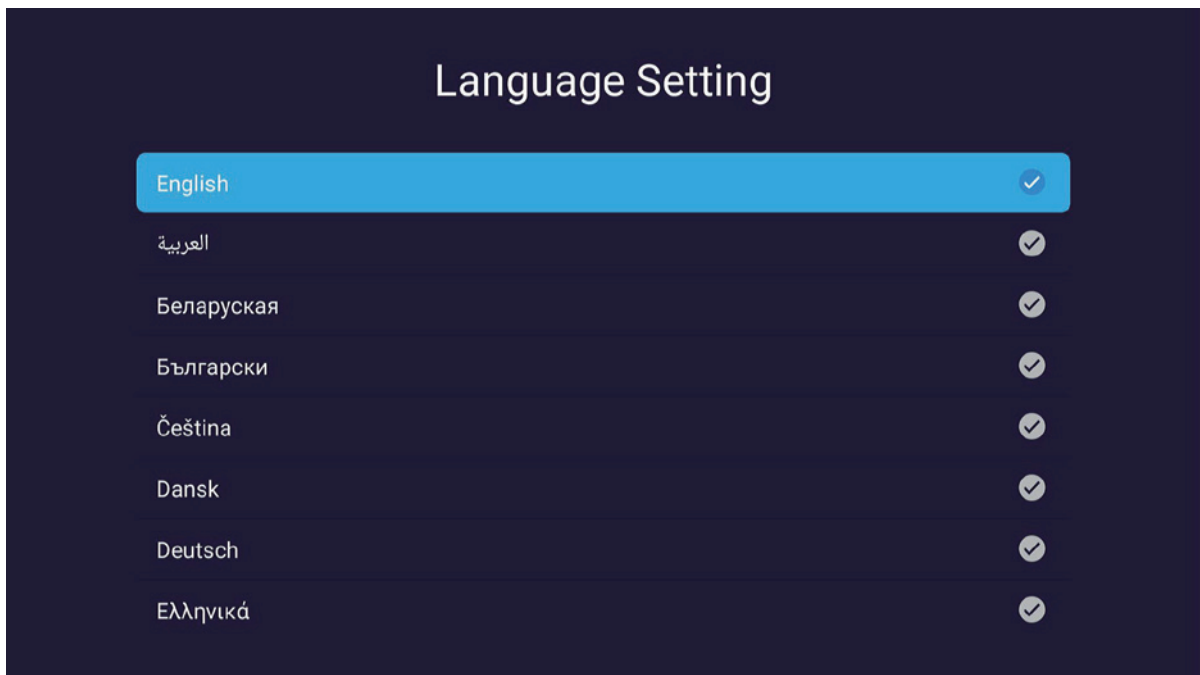 Language Setting
English
العربية
Беларуская
Български
Čeština
Dansk
Deutsch
Ελληνικά